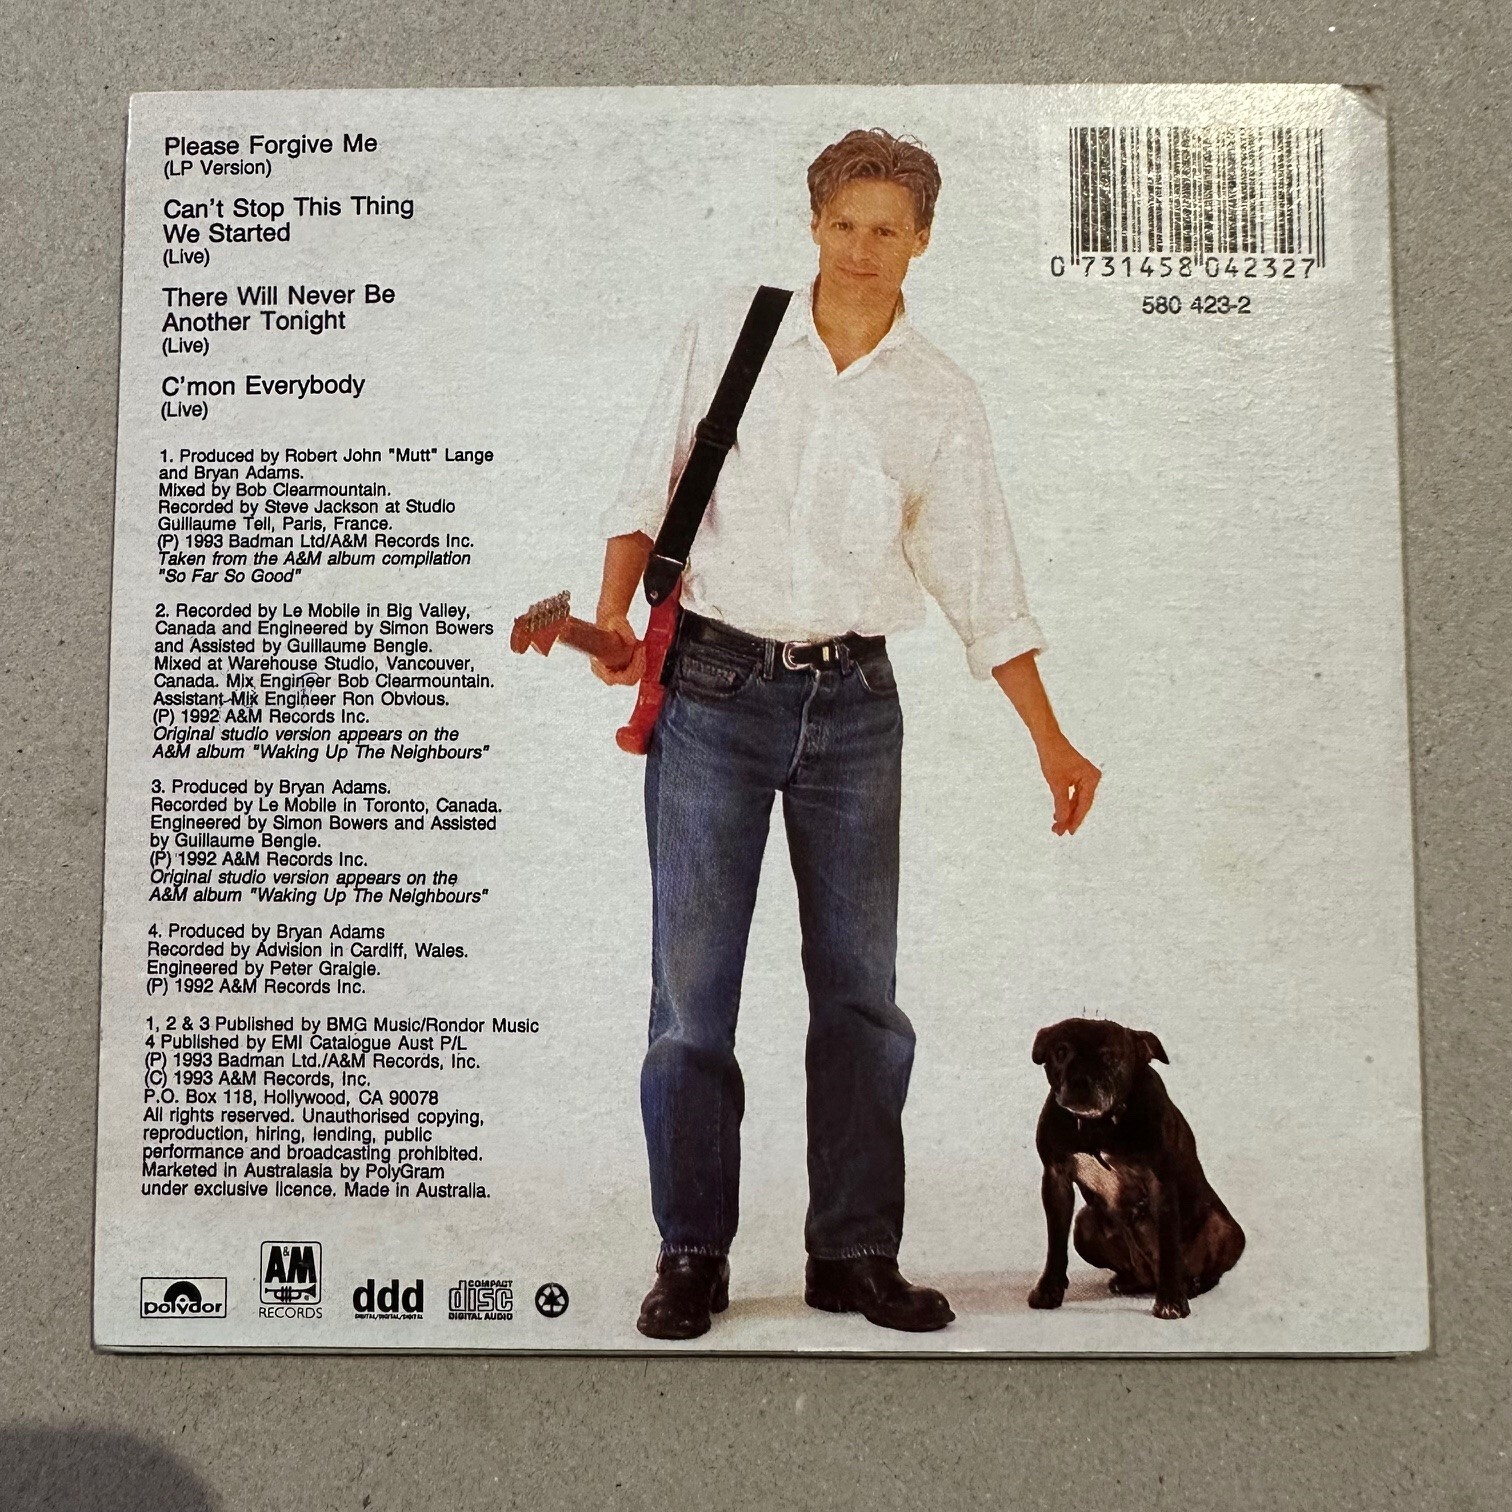 Please Forgive Me
(LP Version)
Can't Stop This Thing
We Started
(Live)
There Will Never Be
Another Tonight
(Live)
C'mon Everybody
(Live)
1. Produced by Robert John "Mutt" Lange
and Bryan Adams.
Mixed by Bob Clearmountain.
Recorded by Steve Jackson at Studio
Guillaume Tell, Paris, France.
(P) 1993 Badman Ltd/A&M Records Inc.
Taken from the A&M album compilation
"So Far So Good"
2. Recorded by Le Mobile in Big Valley,
Canada and Engineered by Simon Bowers
and Assisted by Guillaume Bengle.
Mixed at Warehouse Studio, Vancouver,
Canada. Mix Engineer Bob Clearmountain.
Assistant Mix Engineer Ron Obvious.
(P) 1992 A&M Records Inc.
Original studio version appears on the
A&M album "Waking Up The Neighbours"
3. Produced by Bryan Adams.
Recorded by Le Mobile in Toronto, Canada.
Engineered by Simon Bowers and Assisted
by Guillaume Bengle.
(P) 1992 A&M Records Inc.
Original studio version appears on the
A&M album "Waking Up The Neighbours"
4. Produced by Bryan Adams
Recorded by Advision in Cardiff, Wales.
Engineered by Peter Graigie.
(P) 1992 A&M Records Inc.
1, 2 & 3 Published by BMG Music/Rondor Music
4 Published by EMI Catalogue Aust P/L
(P) 1993 Badman Ltd./A&M Records, Inc.
(C) 1993 A&M Records, Inc.
P.O. Box 118, Hollywood, CA 90078
All rights reserved. Unauthorised copying,
reproduction, hiring, lending, public
performance and broadcasting prohibited.
Marketed in Australasia by PolyGram
under exclusive licence. Made in Australia.
polydor
A&M
RECORDS
ddd
DIGITAL/DIGITAL/DIGITAL
COMPACT
disc
DIGITAL AUDIO
0 731458 042327
580 423-2